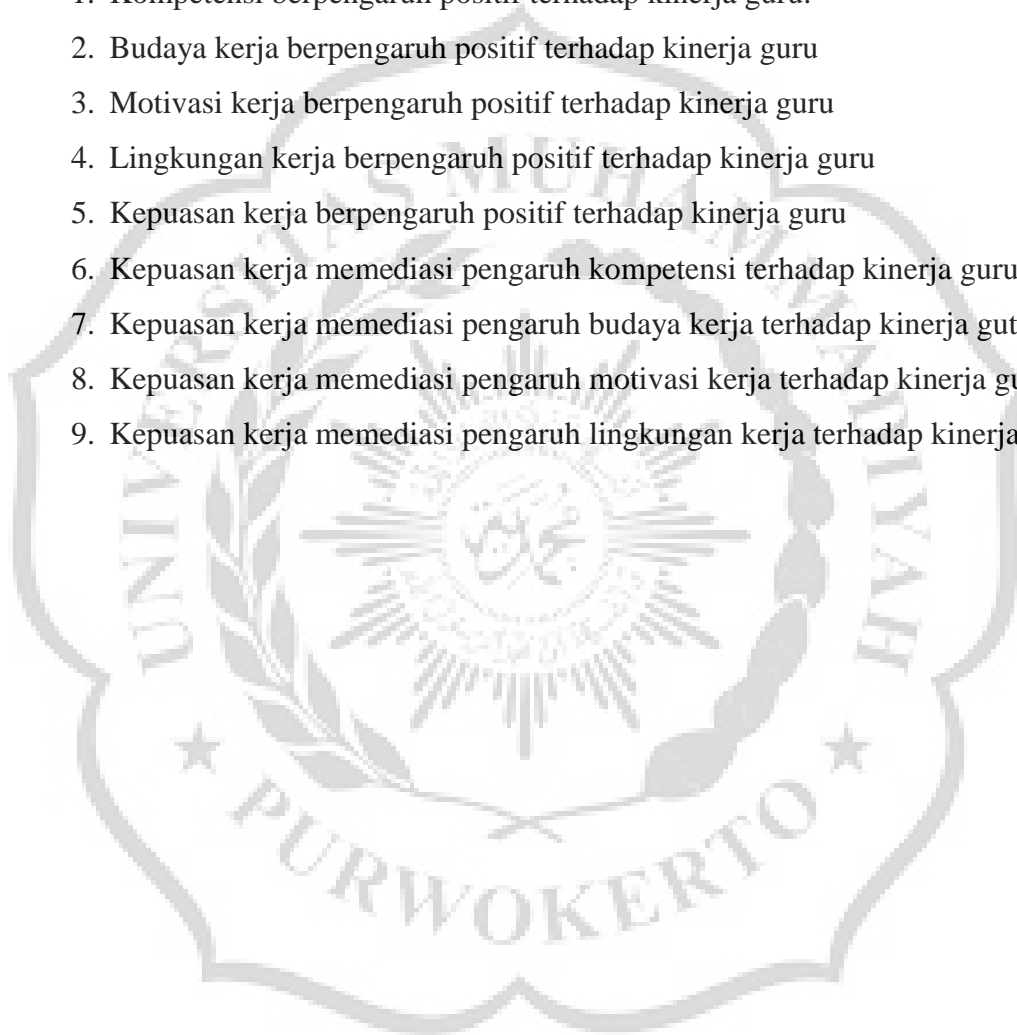 1. Kompetensi berpengaruh positif terhadap kinerja guru.
2. Budaya kerja berpengaruh positif terhadap kinerja guru
3. Motivasi kerja berpengaruh positif terhadap kinerja guru
4. Lingkungan kerja berpengaruh positif terhadap kinerja guru
5. Kepuasan kerja berpengaruh positif terhadap kinerja guru
6. Kepuasan kerja memediasi pengaruh kompetensi terhadap kinerja guru
7. Kepuasan kerja memediasi pengaruh budaya kerja terhadap kinerja gut
8. Kepuasan kerja memediasi pengaruh motivasi kerja terhadap kinerja gu
9. Kepuasan kerja memediasi pengaruh lingkungan kerja terhadap kinerja
UNIVERSITAS MUHAMMADIYAH
PURWOKERTO